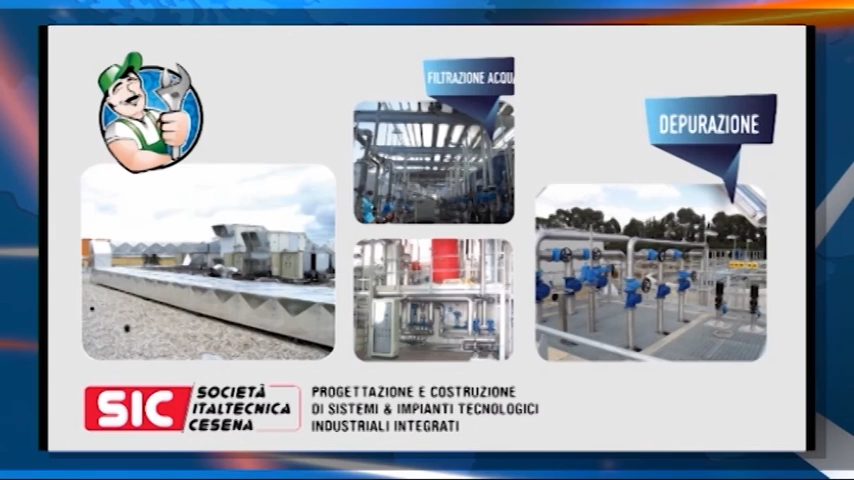 FILTRAZIONE ACQUA
DEPURAZIONE
SIC
SOCIETÀ
ITALTECNICA
CESENA
PROGETTAZIONE E COSTRUZIONE
DI SISTEMI & IMPIANTI TECNOLOGICI
INDUSTRIALI INTEGRATI